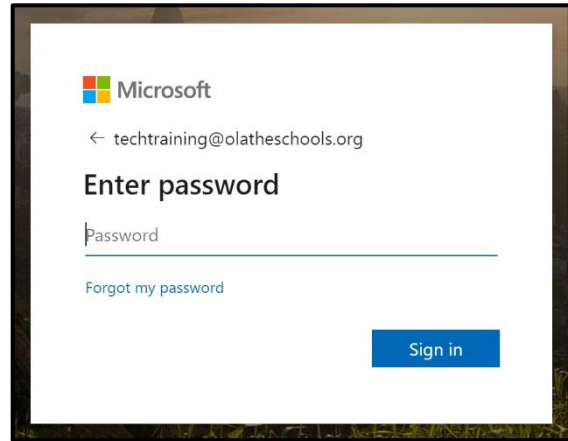 Microsoft
← techtraining@olatheschools.org
Enter password
Password
Forgot my password
Sign in